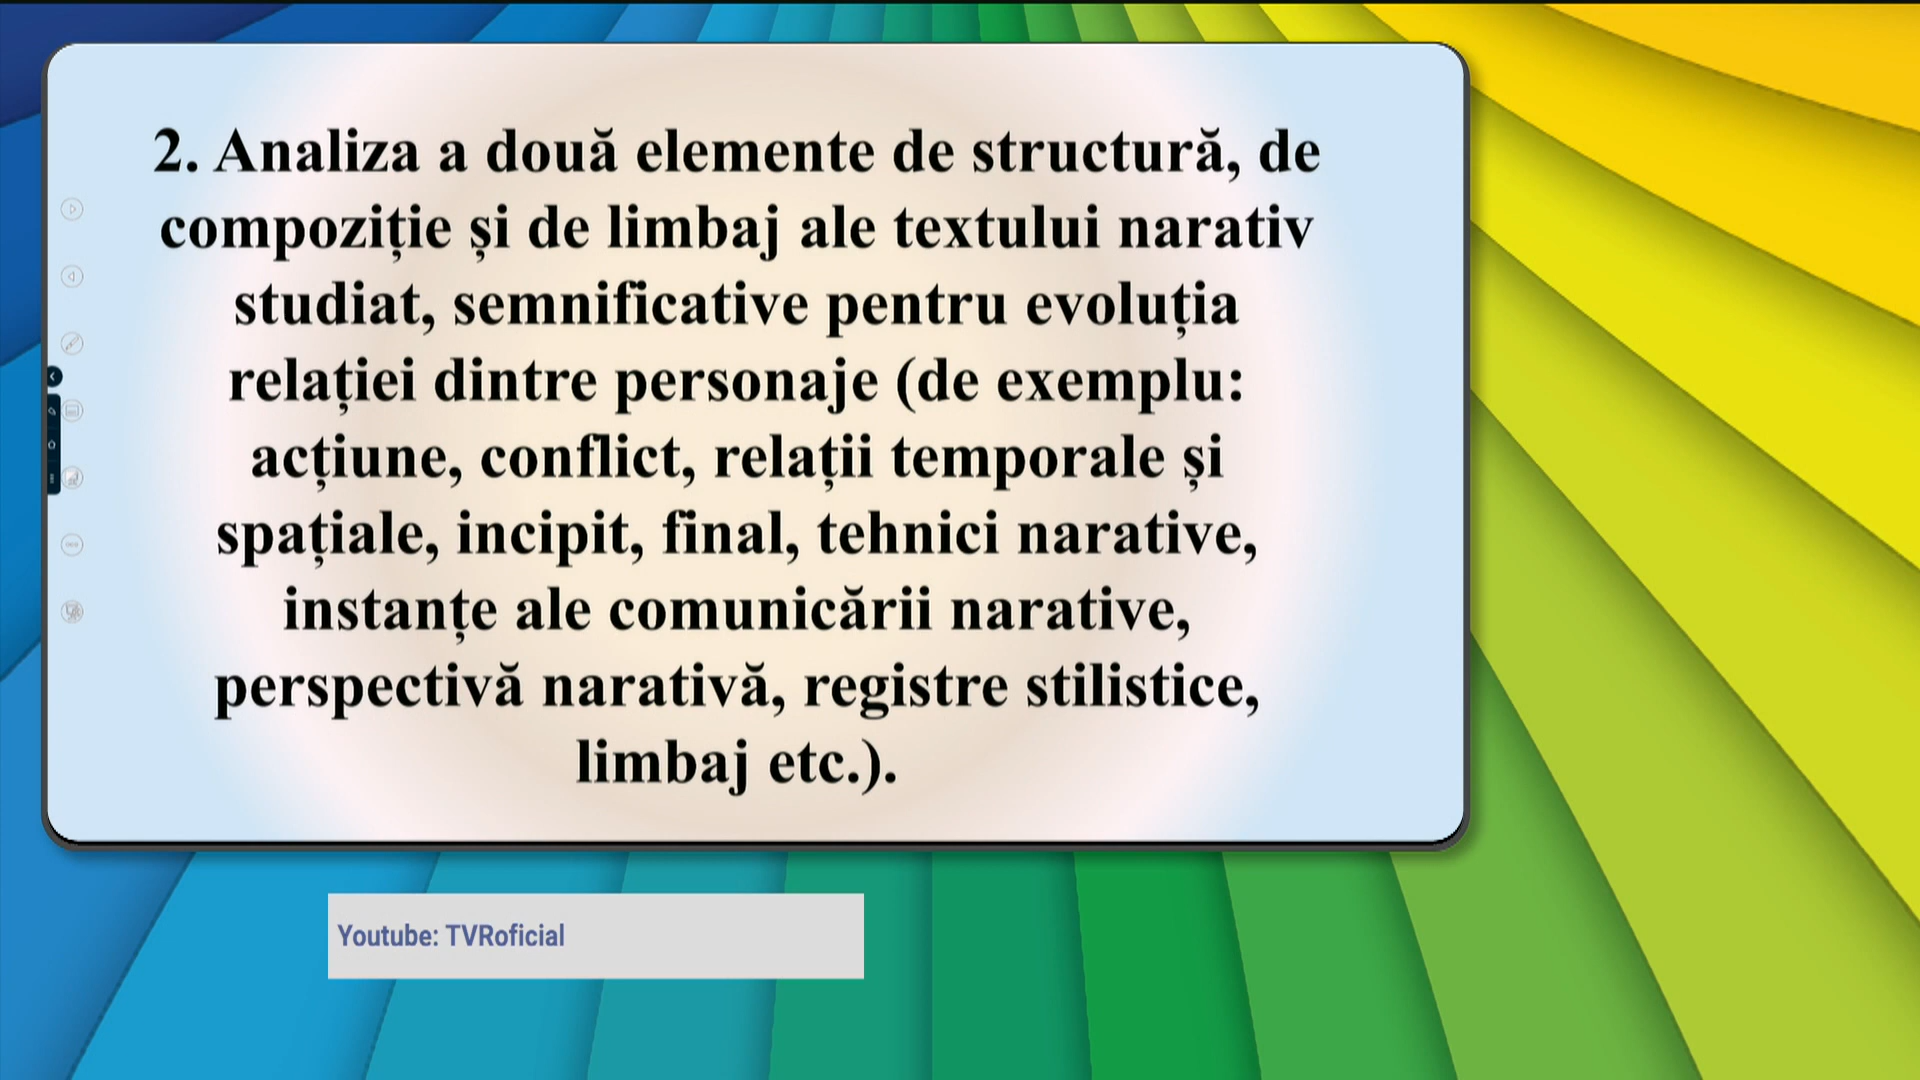 2. Analiza a două elemente de structură, de
compoziție și de limbaj ale textului narativ
studiat, semnificative pentru evoluția
relației dintre personaje (de exemplu:
acțiune, conflict, relații temporale și
spațiale, incipit, final, tehnici narative,
instanțe ale comunicării narative,
perspectivă narativă, registre stilistice,
limbaj etc.).
Youtube: TVRoficial